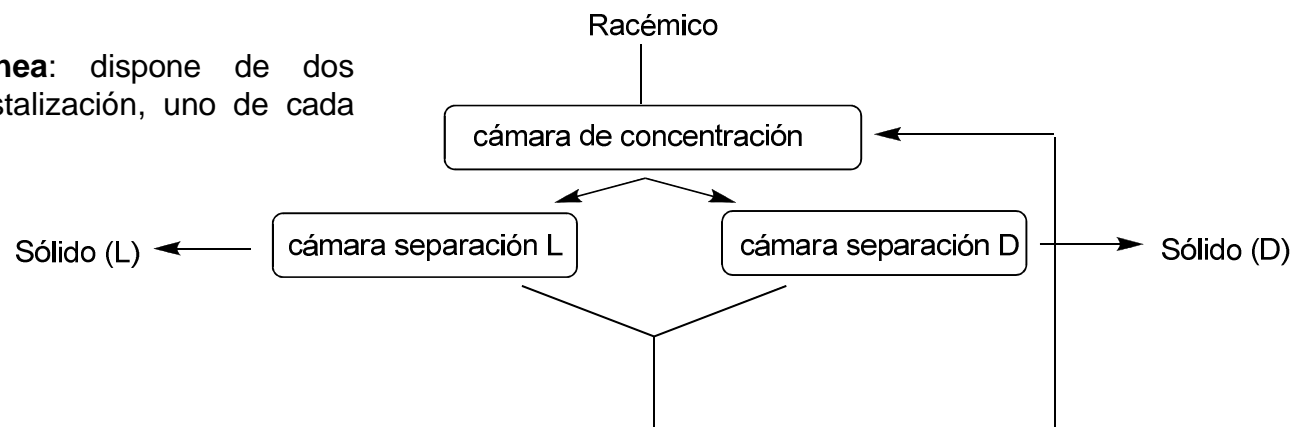 nea: dispone de dos
stalización, uno de cada
Racémico
cámara de concentración
Sólido (L)
cámara separación L
cámara separación D
Sólido (D)